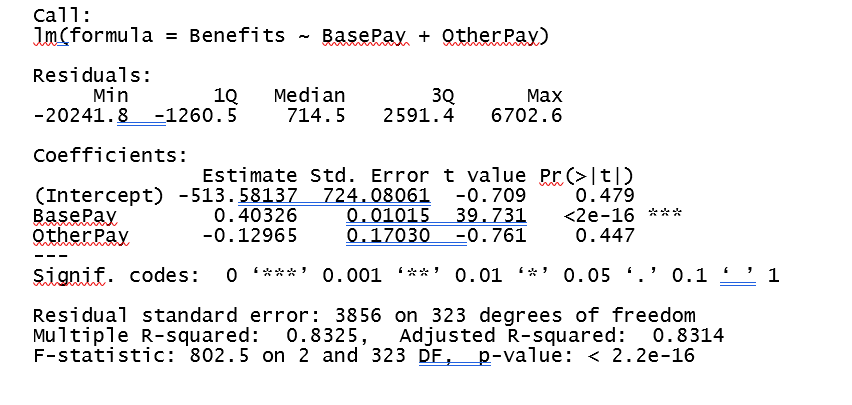 Call:
lm(formula = Benefits ~ BasePay + OtherPay)
Residuals:
Min 1Q Median 3Q Max
-20241.8 -1260.5 714.5 2591.4 6702.6
Coefficients:
Estimate Std. Error t value Pr(>|t|)
(Intercept) -513.58137 724.08061 -0.709 0.479
BasePay 0.40326 0.01015 39.731 <2e-16 ***
OtherPay -0.12965 0.17030 -0.761 0.447
---
Signif. codes: 0 ‘***’ 0.001 ‘**’ 0.01 ‘*’ 0.05 ‘.’ 0.1 ‘ ’ 1
Residual standard error: 3856 on 323 degrees of freedom
Multiple R-squared: 0.8325, Adjusted R-squared: 0.8314
F-statistic: 802.5 on 2 and 323 DF, p-value: < 2.2e-16